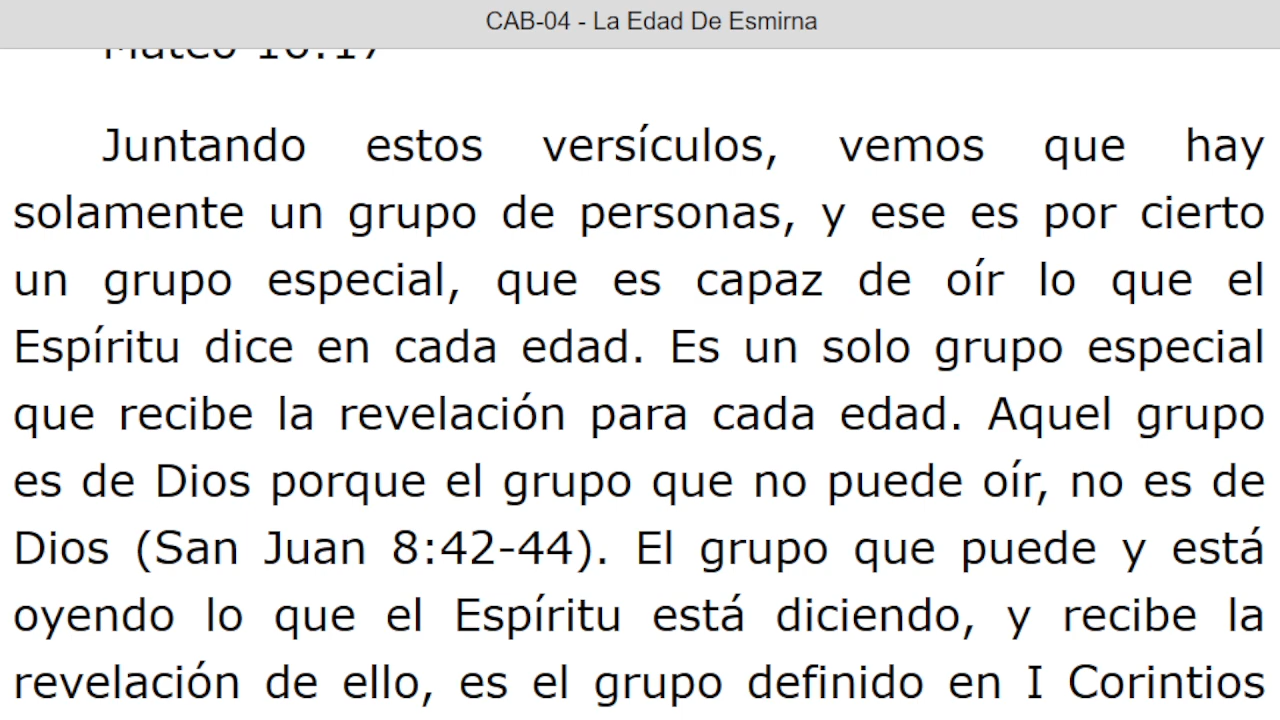 CAB-04 - La Edad De Esmirna
Mateo 16:17
Juntando estos versículos, vemos que hay
solamente un grupo de personas, y ese es por cierto
un grupo especial, que es capaz de oír lo que el
Espíritu dice en cada edad. Es un solo grupo especial
que recibe la revelación para cada edad. Aquel grupo
es de Dios porque el grupo que no puede oír, no es de
Dios (San Juan 8:42-44). El grupo que puede y está
oyendo lo que el Espíritu está diciendo, y recibe la
revelación de ello, es el grupo definido en I Corintios